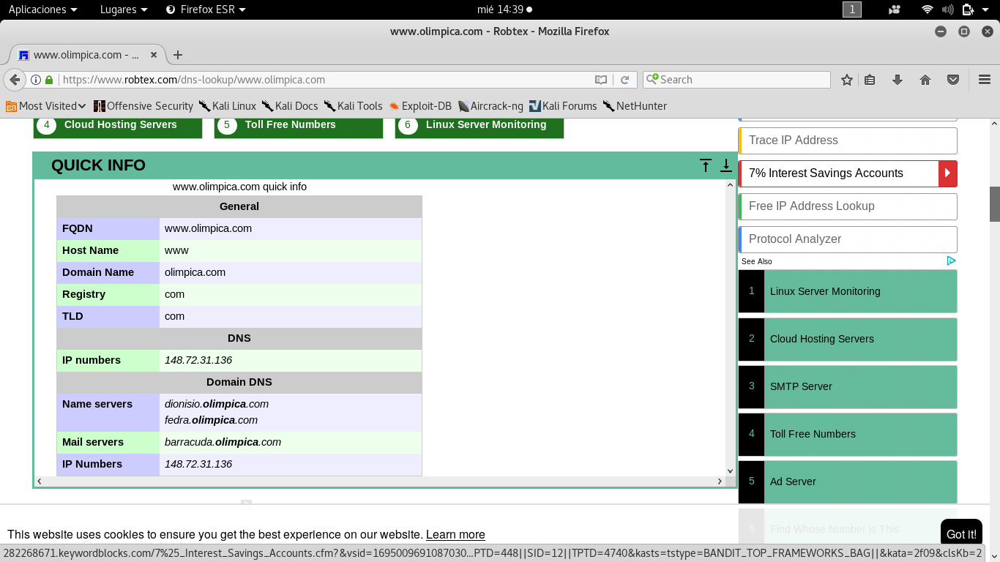 Aplicaciones Lugares Firefox ESR mié 14:39 1
www.olimpica.com - Robtex - Mozilla Firefox
www.olimpica.com - ...
https://www.robtex.com/dns-lookup/www.olimpica.com Search
Most Visited Offensive Security Kali Linux Kali Docs Kali Tools Exploit-DB Aircrack-ng Kali Forums NetHunter
4 Cloud Hosting Servers 5 Toll Free Numbers 6 Linux Server Monitoring
QUICK INFO
www.olimpica.com quick info
General
FQDN www.olimpica.com
Host Name www
Domain Name olimpica.com
Registry com
TLD com
DNS
IP numbers 148.72.31.136
Domain DNS
Name servers dionisio.olimpica.com
fedra.olimpica.com
Mail servers barracuda.olimpica.com
IP Numbers 148.72.31.136
Trace IP Address
7% Interest Savings Accounts
Free IP Address Lookup
Protocol Analyzer
See Also
1 Linux Server Monitoring
2 Cloud Hosting Servers
3 SMTP Server
4 Toll Free Numbers
5 Ad Server
6 Find Whose Number is This
This website uses cookies to ensure you get the best experience on our website. Learn more Got it!
282268671.keywordblocks.com/7%25_Interest_Savings_Accounts.cfm?&vsid=1695009691087030...PTD=448||SID=12||TPTD=4740&kasts=tstype=BANDIT_TOP_FRAMEWORKS_BAG||&kata=2f09&clsKb=2